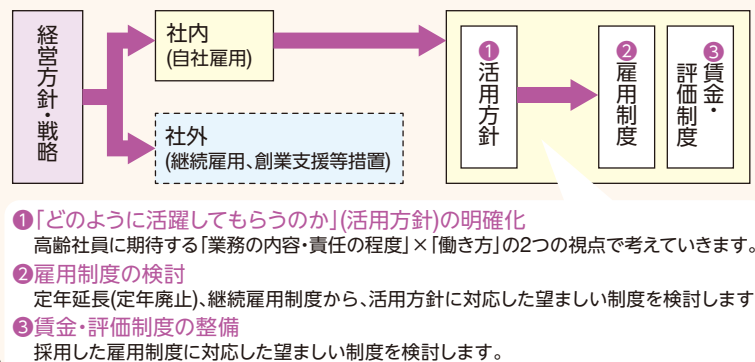 経営方針・戦略
社内
(自社雇用)
社外
(継続雇用、創業支援等措置)
❶活用方針
❷雇用制度
❸賃金・
評価制度
❶「どのように活躍してもらうのか」(活用方針)の明確化
高齢社員に期待する「業務の内容・責任の程度」×「働き方」の2つの視点で考えていきます。
❷雇用制度の検討
定年延長(定年廃止)、継続雇用制度から、活用方針に対応した望ましい制度を検討します
❸賃金・評価制度の整備
採用した雇用制度に対応した望ましい制度を検討します。